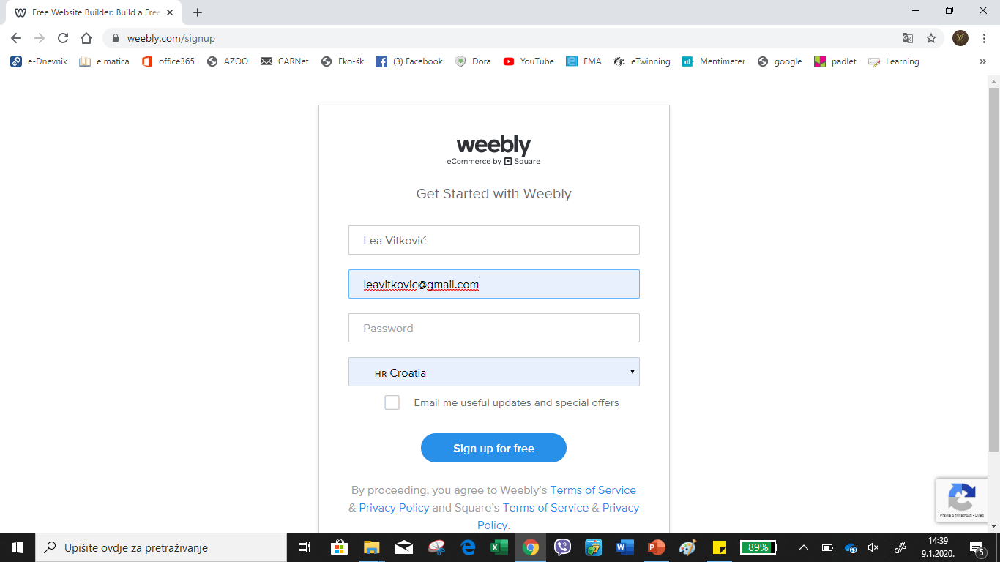 Free Website Builder: Build a Free
weebly.com/signup
e-Dnevnik e matica office365 AZOO CARNet Eko-šk (3) Facebook Dora YouTube EMA eTwinning Mentimeter google padlet Learning »
weebly
eCommerce by Square
Get Started with Weebly
Lea Vitković
leavitkovic@gmail.com
Password
HR Croatia
Email me useful updates and special offers
Sign up for free
By proceeding, you agree to Weebly's Terms of Service
& Privacy Policy and Square's Terms of Service & Privacy
Policy.
Pravila o privatnosti - Uvjeti
Upišite ovdje za pretraživanje
89%
14:39
9.1.2020.
5